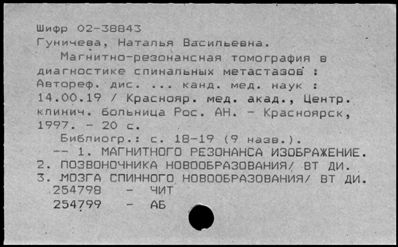 Шифр 02-38843
Гуничева, Наталья Васильевна.
Магнитно-резонансная томография в
диагностике спинальных метастазов :
Автореф. дис. ... канд. мед. наук :
14.00.19 / Краснояр. мед. акад., Центр.
клинич. больница Рос. АН. - Красноярск,
1997. - 20 с.
Библиогр.: с. 18-19 (9 назв.).
-- 1. МАГНИТНОГО РЕЗОНАНСА ИЗОБРАЖЕНИЕ.
2. ПОЗВОНОЧНИКА НОВООБРАЗОВАНИЯ/ ВТ ДИ.
3. МОЗГА СПИННОГО НОВООБРАЗОВАНИЯ/ ВТ ДИ.
254798 - ЧИТ
254799 - АБ